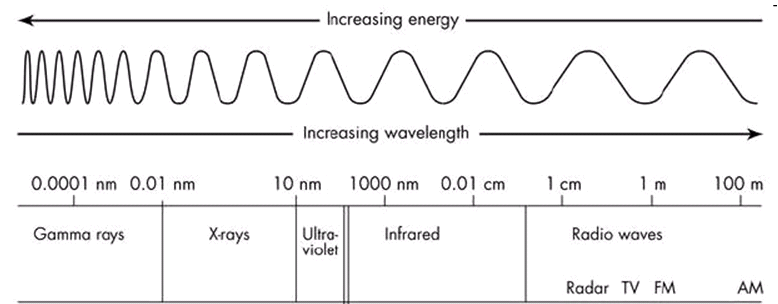 Increasing energy
Increasing wavelength
0.0001 nm 0.01 nm 10 nm 1000 nm 0.01 cm 1 cm 1 m 100 m
Gamma rays X-rays Ultra- Infrared Radio waves
violet
Radar TV FM AM